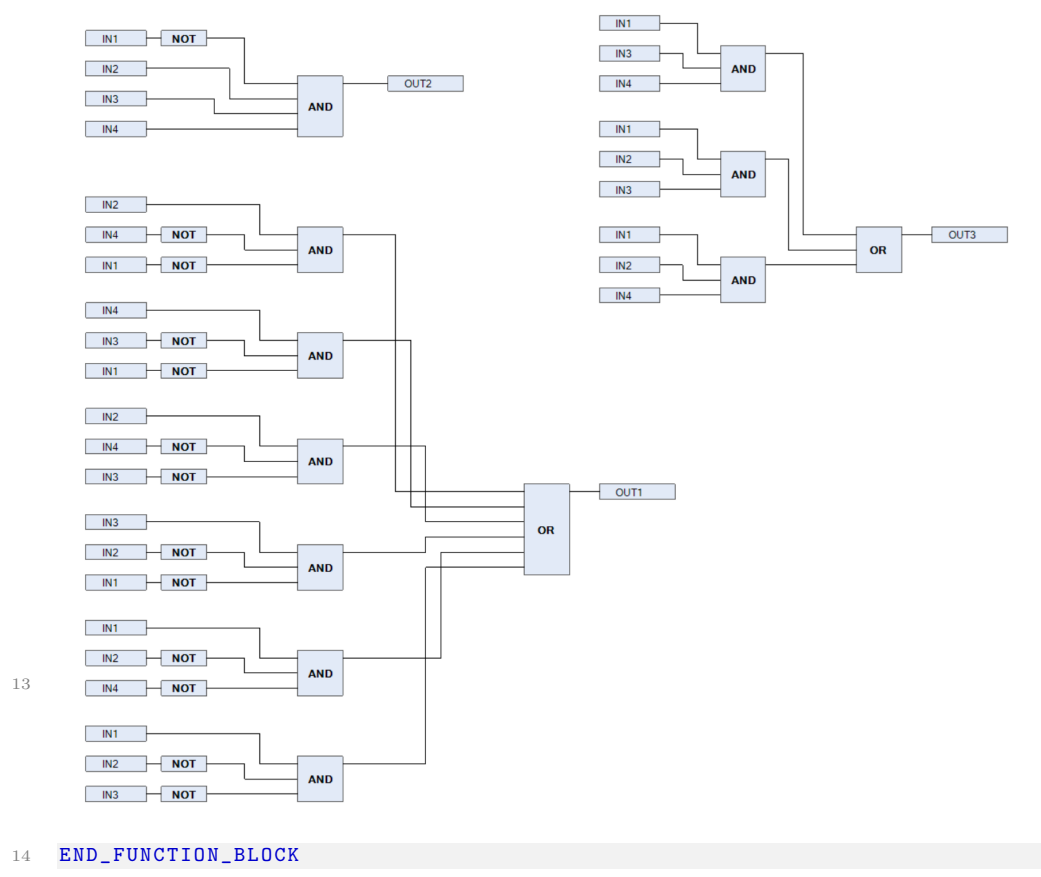 IN1 NOT
IN2
IN3
IN4
AND
OUT2
IN1
IN3
IN4
AND
IN1
IN2
IN3
AND
IN1
IN2
IN4
AND
OR
OUT3
IN2
IN4 NOT
IN1 NOT
AND
IN4
IN3 NOT
IN1 NOT
AND
IN2
IN4 NOT
IN3 NOT
AND
IN3
IN2 NOT
IN1 NOT
AND
IN1
IN2 NOT
IN4 NOT
AND
IN1
IN2 NOT
IN3 NOT
AND
OR
OUT1
13
14 END_FUNCTION_BLOCK